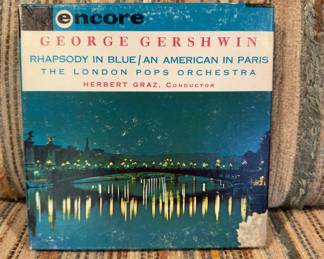 encore
GEORGE GERSHWIN
RHAPSODY IN BLUE/AN AMERICAN IN PARIS
THE LONDON POPS ORCHESTRA
HERBERT GRAZ, CONDUCTOR